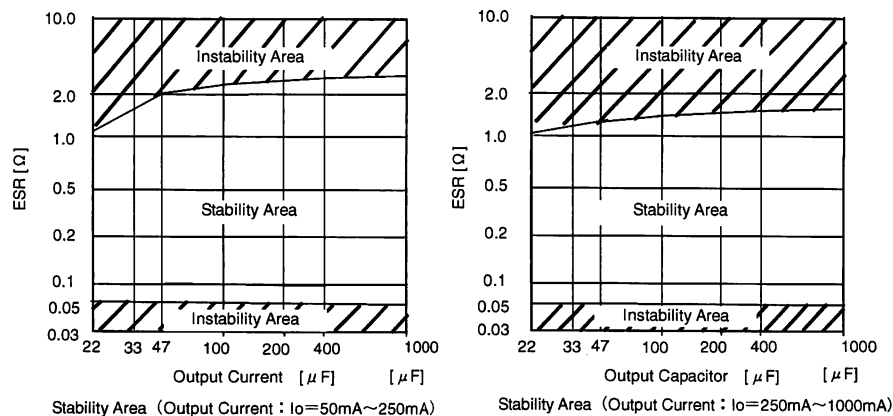 10.0
Instability Area
2.0
1.0
ESR [Ω]
0.5
Stability Area
0.2
0.1
0.05
Instability Area
0.03
22 33 47 100 200 400 1000
Output Current [μF] [μF]
Stability Area (Output Current : Io=50mA~250mA)
10.0
Instability Area
2.0
1.0
ESR [Ω]
0.5
Stability Area
0.2
0.1
0.05
Instability Area
0.03
22 33 47 100 200 400 1000
Output Capacitor [μF] [μF]
Stability Area (Output Current : Io=250mA~1000mA)